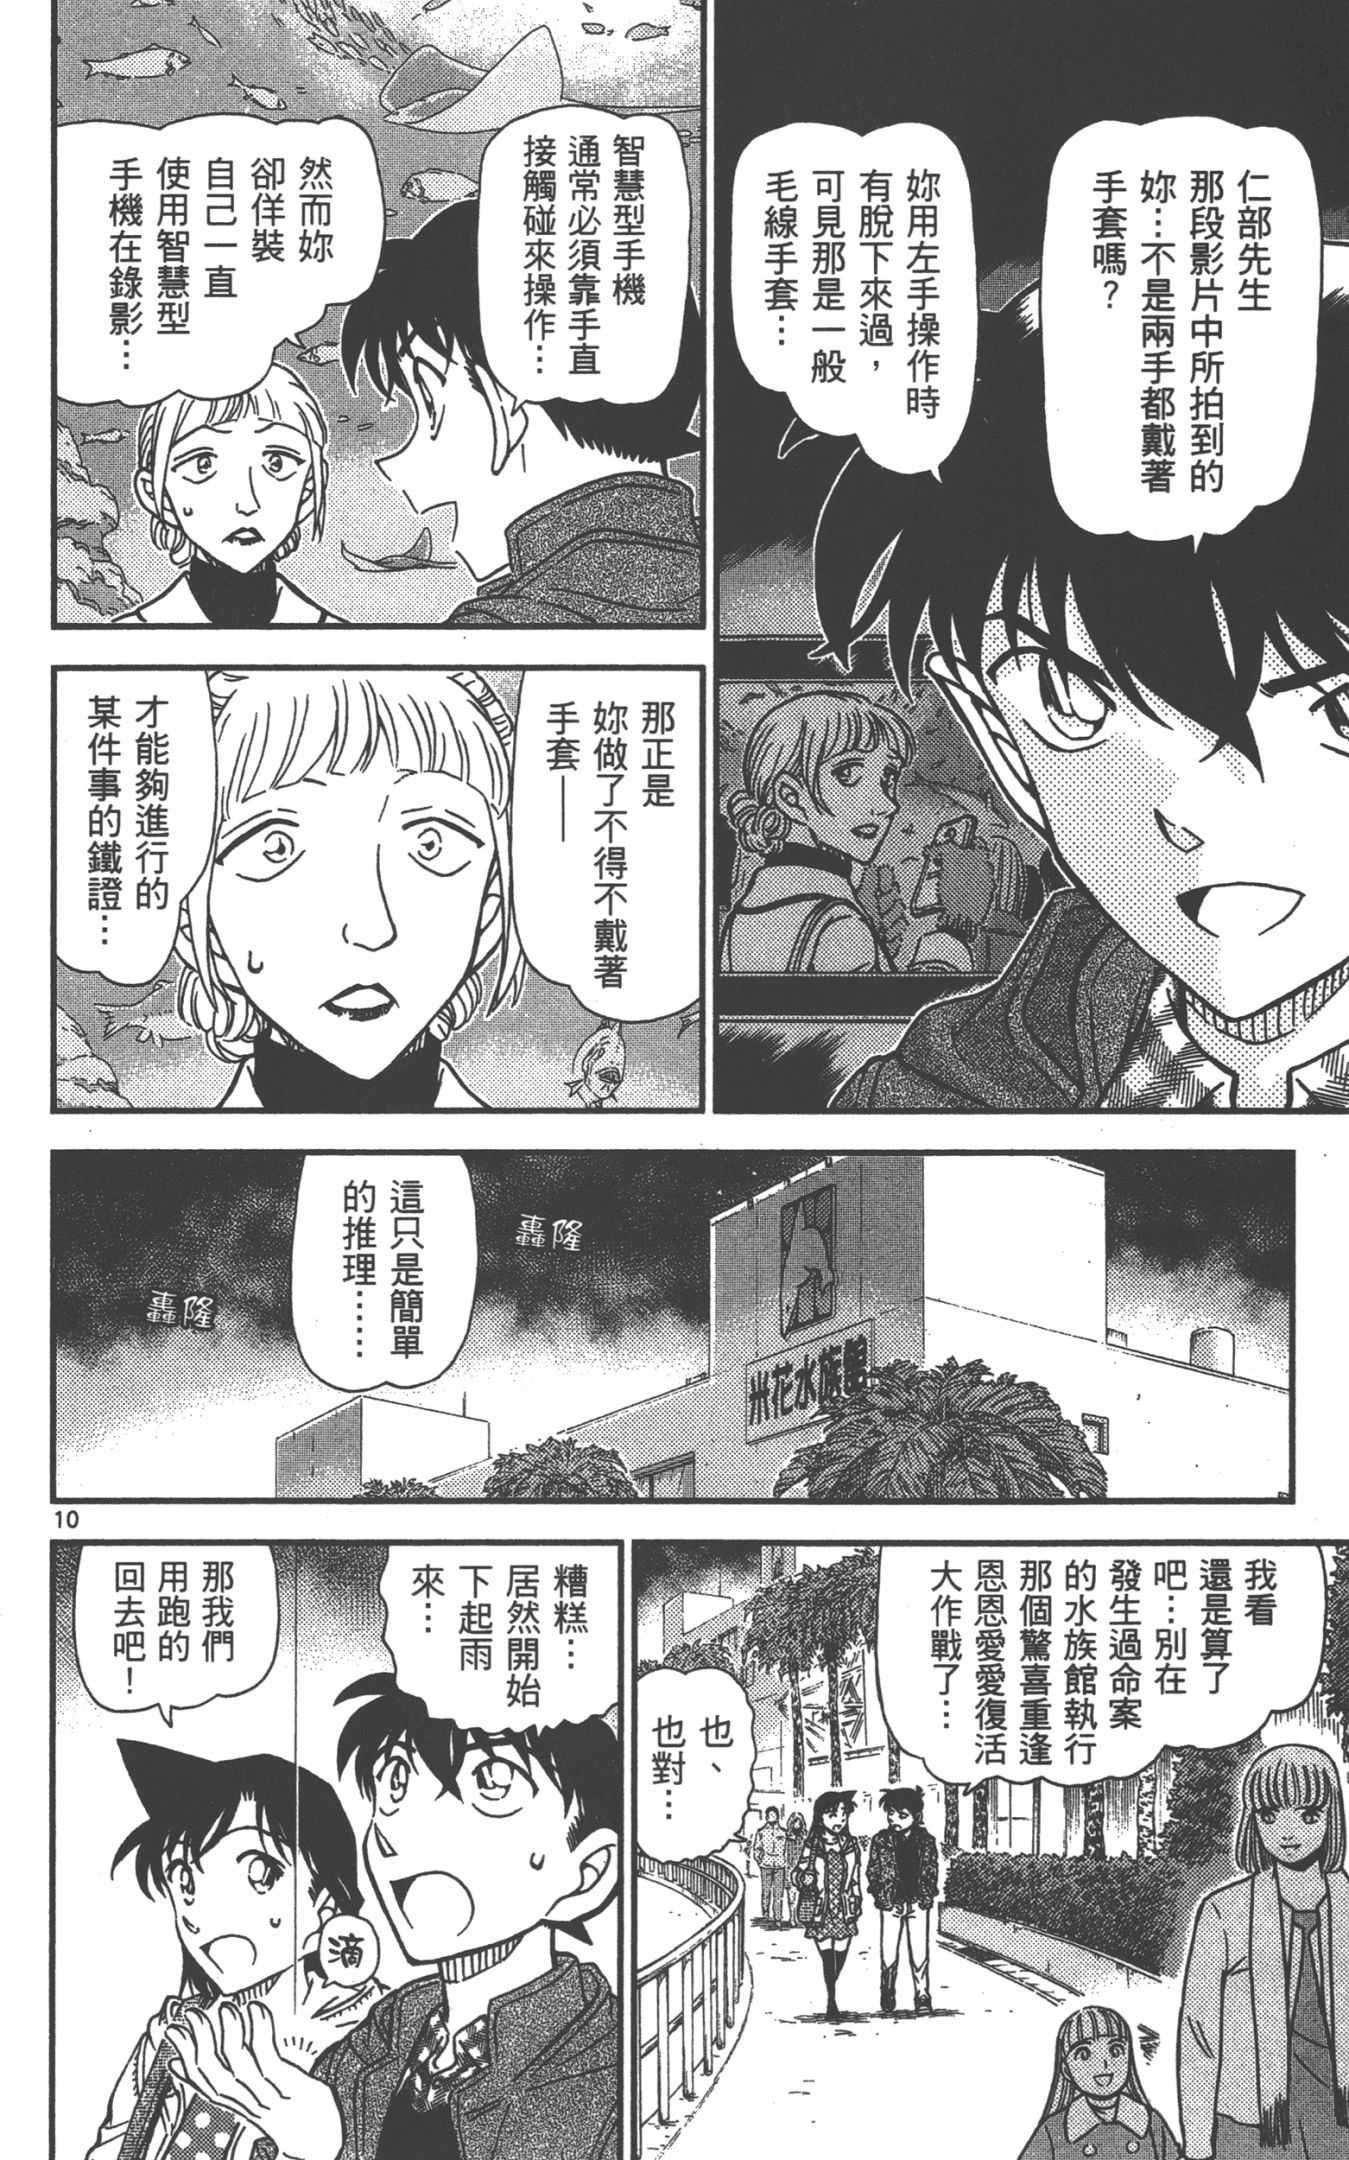 仁部先生
那段影片中所拍到的
妳…不是兩手都戴著
手套嗎？
妳用左手操作時
有脫下來過，
可見那是一般
毛線手套…
智慧型手機
通常必須靠手直
接觸碰來操作…
然而妳
卻佯裝
自己一直
使用智慧型
手機在錄影…
那正是
妳做了不得不戴著
手套——
才能夠進行的
某件事的鐵證…
這只是簡單
的推理……
轟隆
轟隆
米花水族館
10
我看
還是算了
吧…別在
發生過命案
的水族館執行
那個驚喜重逢
恩恩愛愛復活
大作戰了…
也、
也對…
糟糕…
居然開始
下起雨
來…
那我們
用跑的
回去吧！
滴